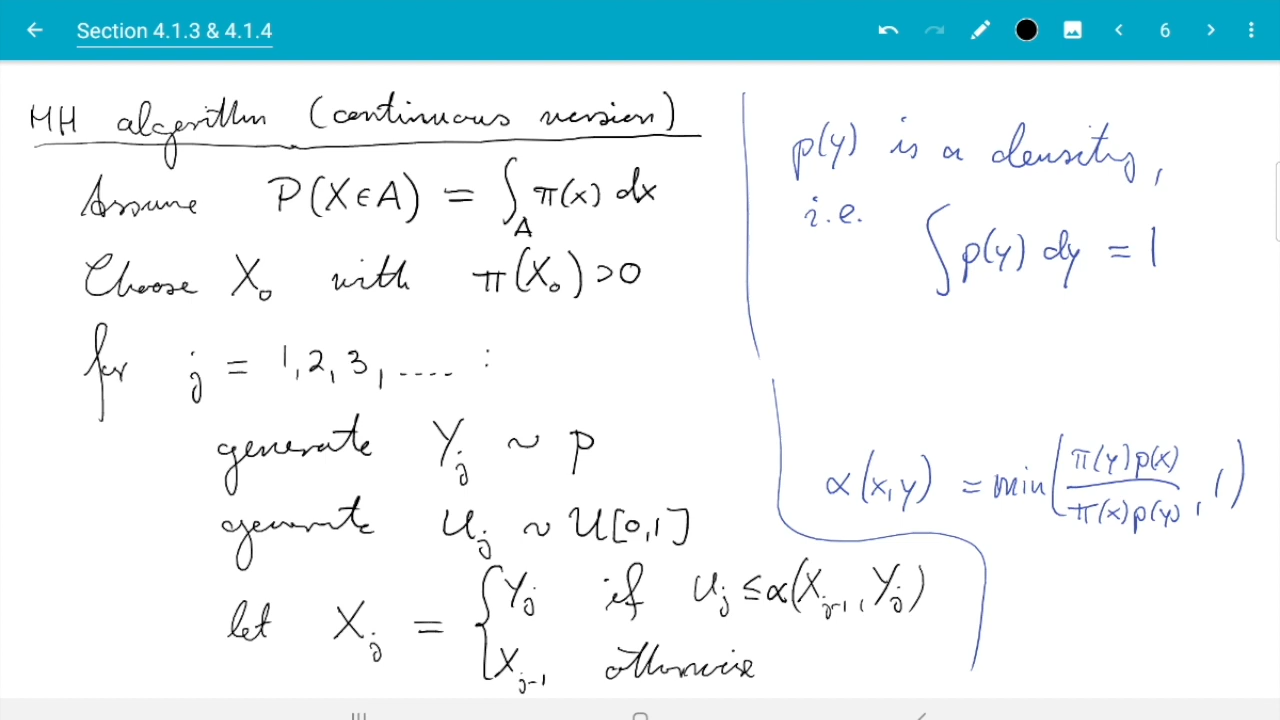 Section 4.1.3 & 4.1.4
6
MH algorithm (continuous version)
Assume P(X∈A) = ∫_A π(x) dx
Choose X_0 with π(X_0) > 0
for j = 1, 2, 3, .... :
generate Y_j ~ p
generate U_j ~ U[0,1]
let X_j = { Y_j if U_j ≤ α(X_{j-1}, Y_j)
X_{j-1} otherwise
p(y) is a density,
i.e. ∫ p(y) dy = 1
α(x,y) = min( π(y)p(x) / π(x)p(y) , 1 )